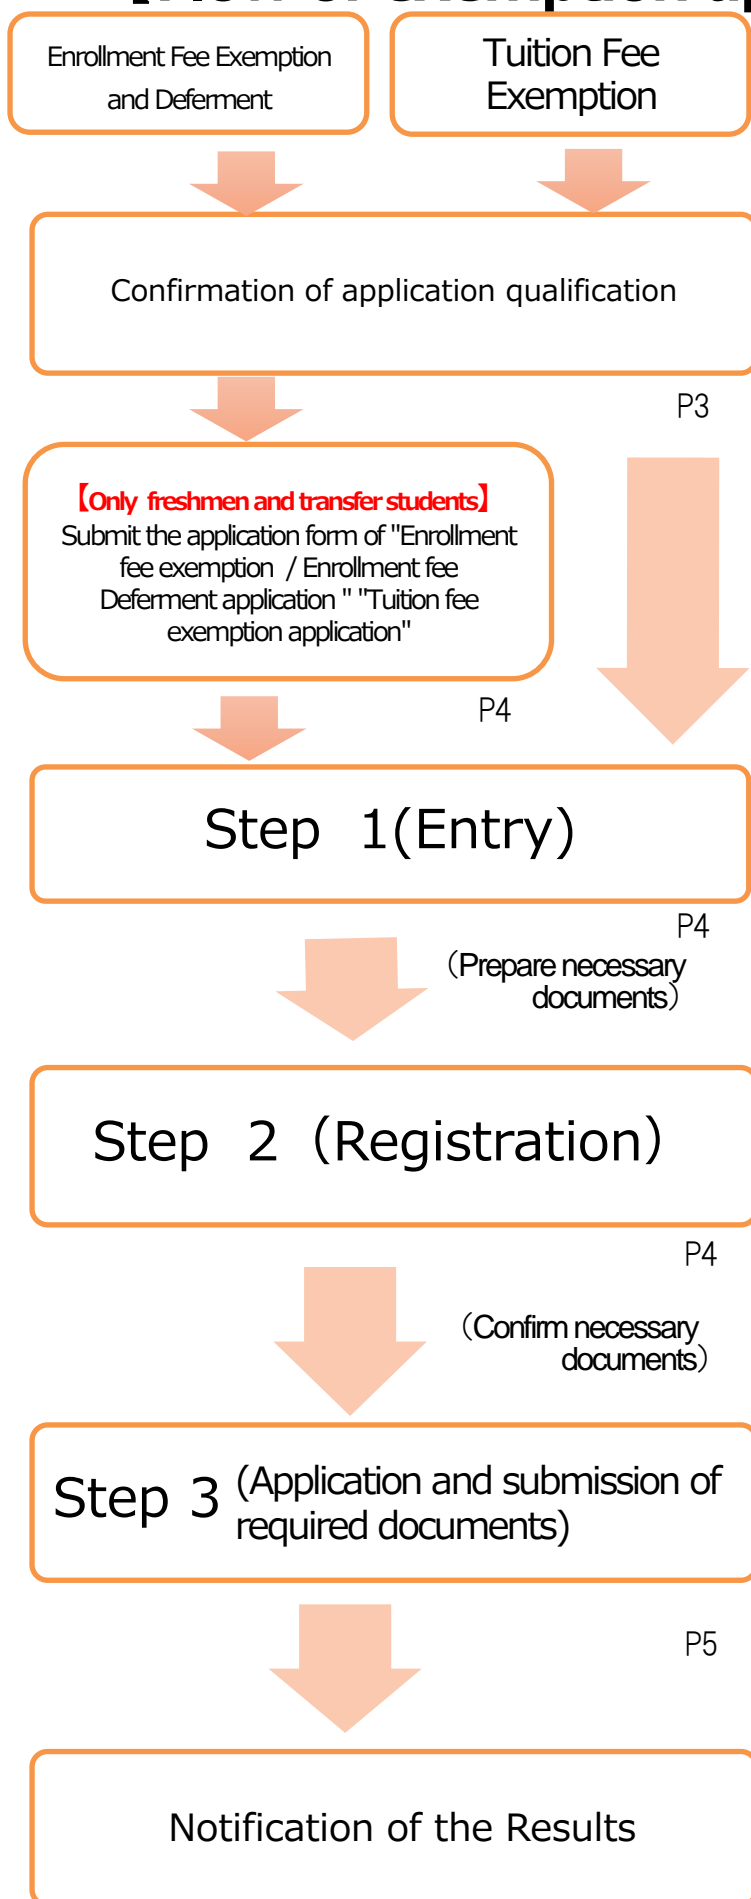 Enrollment Fee Exemption
and Deferment
Tuition Fee
Exemption
Confirmation of application qualification
P3
【Only freshmen and transfer students】
Submit the application form of "Enrollment
fee exemption / Enrollment fee
Deferment application " "Tuition fee
exemption application"
P4
Step 1(Entry)
P4
（Prepare necessary
documents）
Step 2（Registration）
P4
（Confirm necessary
documents）
Step 3 (Application and submission of
required documents)
P5
Notification of the Results